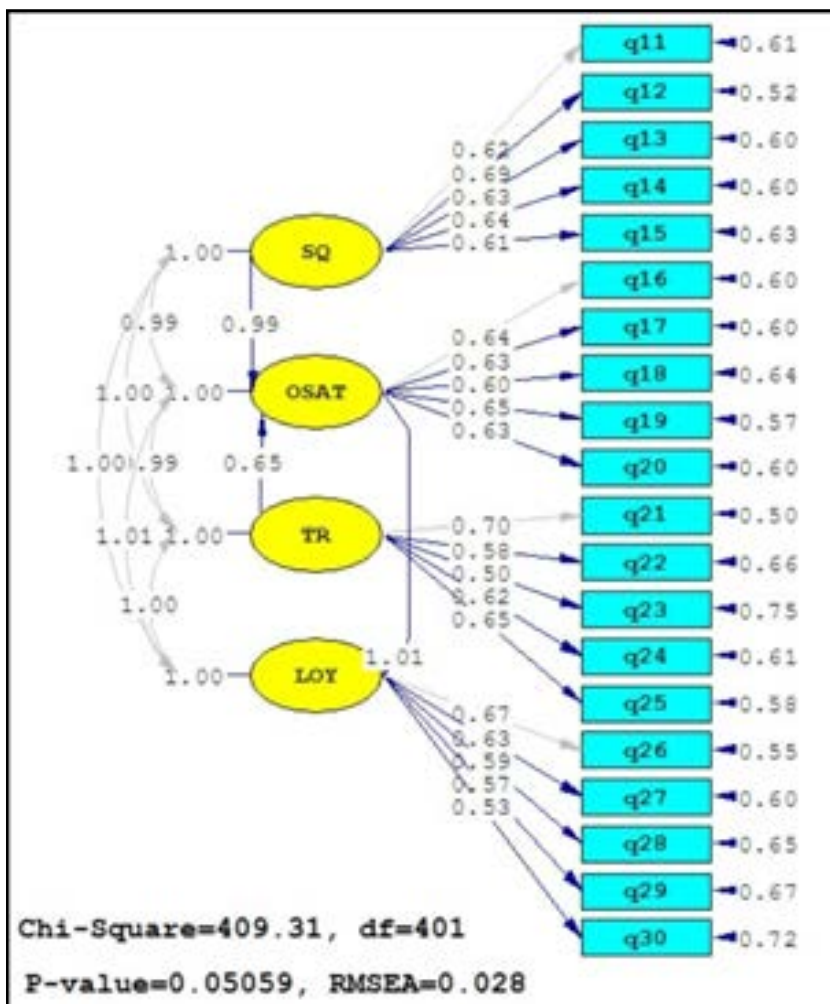 q11
0.61
q12
0.52
0.62
q13
0.60
0.69
0.63
q14
0.60
0.64
0.61
q15
0.63
1.00
SQ
q16
0.60
0.99
0.99
0.64
q17
0.60
0.63
1.00
1.00
OSAT
0.60
q18
0.64
0.65
q19
0.57
0.63
1.00
0.99
0.65
q20
0.60
q21
0.50
1.01
1.00
TR
0.70
0.58
q22
0.66
0.50
1.00
0.62
q23
0.75
0.65
1.01
q24
0.61
1.00
LOY
q25
0.58
0.67
q26
0.55
0.63
0.59
q27
0.60
0.57
0.53
q28
0.65
q29
0.67
Chi-Square=409.31, df=401
q30
0.72
P-value=0.05059, RMSEA=0.028